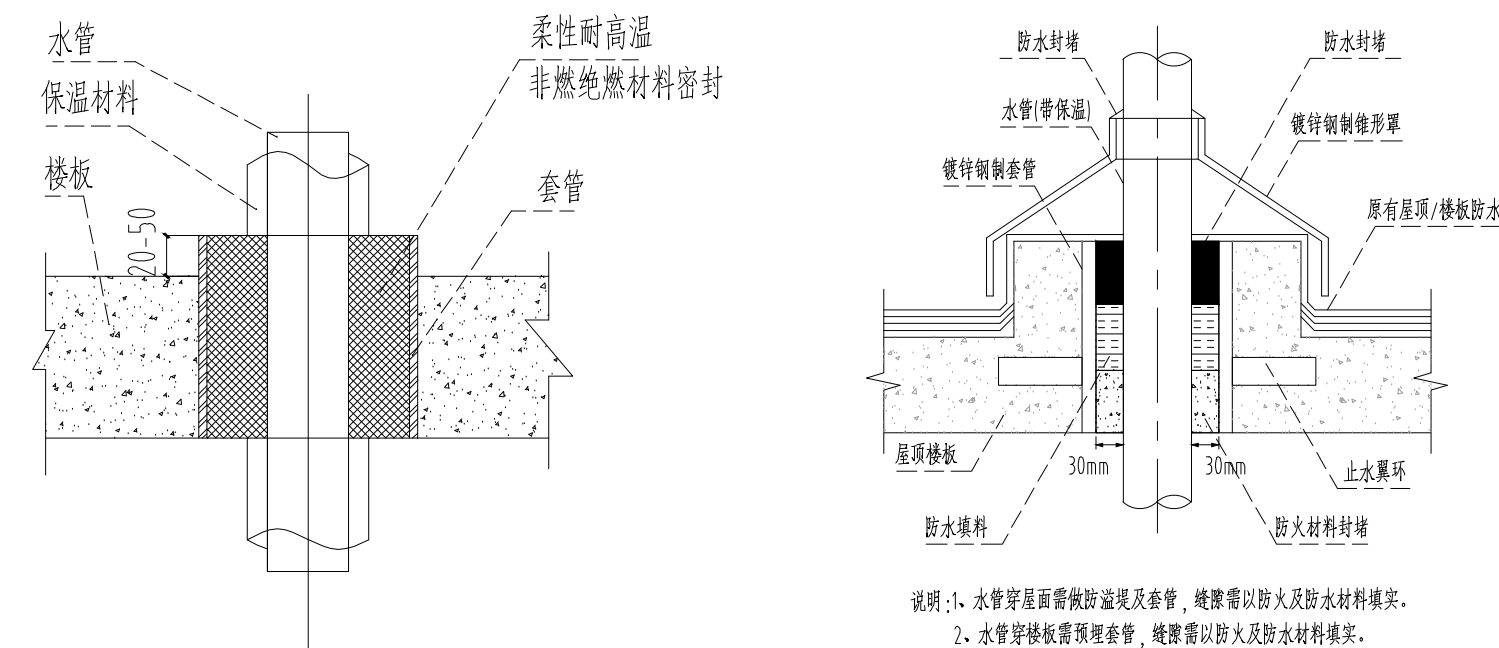 水管
保温材料
楼板
20-50
柔性耐高温
非燃绝燃材料密封
套管
防水封堵
防水封堵
水管(带保温)
镀锌钢制锥形罩
镀锌钢制套管
原有屋顶/楼板防水
屋顶楼板
30mm
30mm
止水翼环
防水填料
防火材料封堵
说明:1、水管穿屋面需做防溢堤及套管,缝隙需以防火及防水材料填实。
2、水管穿楼板需预埋套管,缝隙需以防火及防水材料填实。